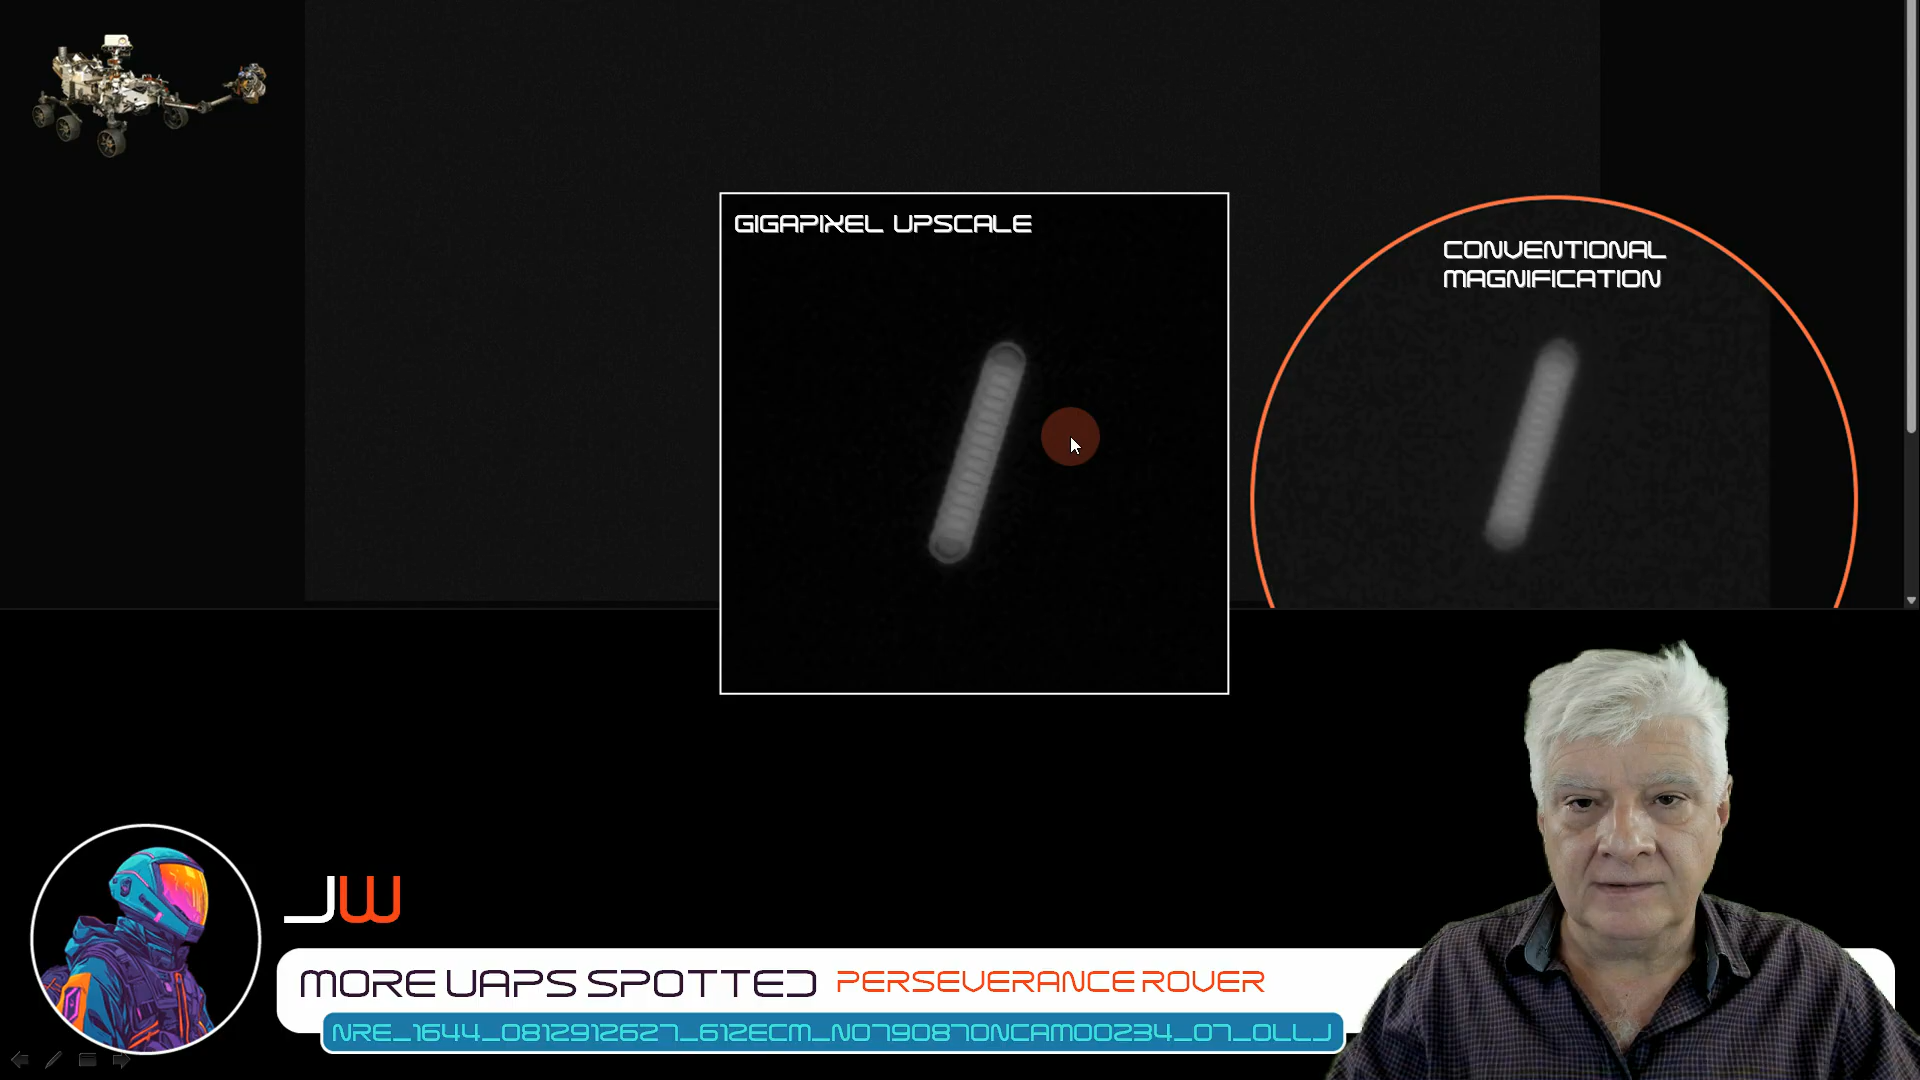 GIGAPIXEL UPSCALE
CONVENTIONAL
MAGNIFICATION
JW
MORE UAPS SPOTTED PERSEVERANCE ROVER
NRE_1644_0812912627_612ECM_N0790870NCAM00234_07_0LLJ